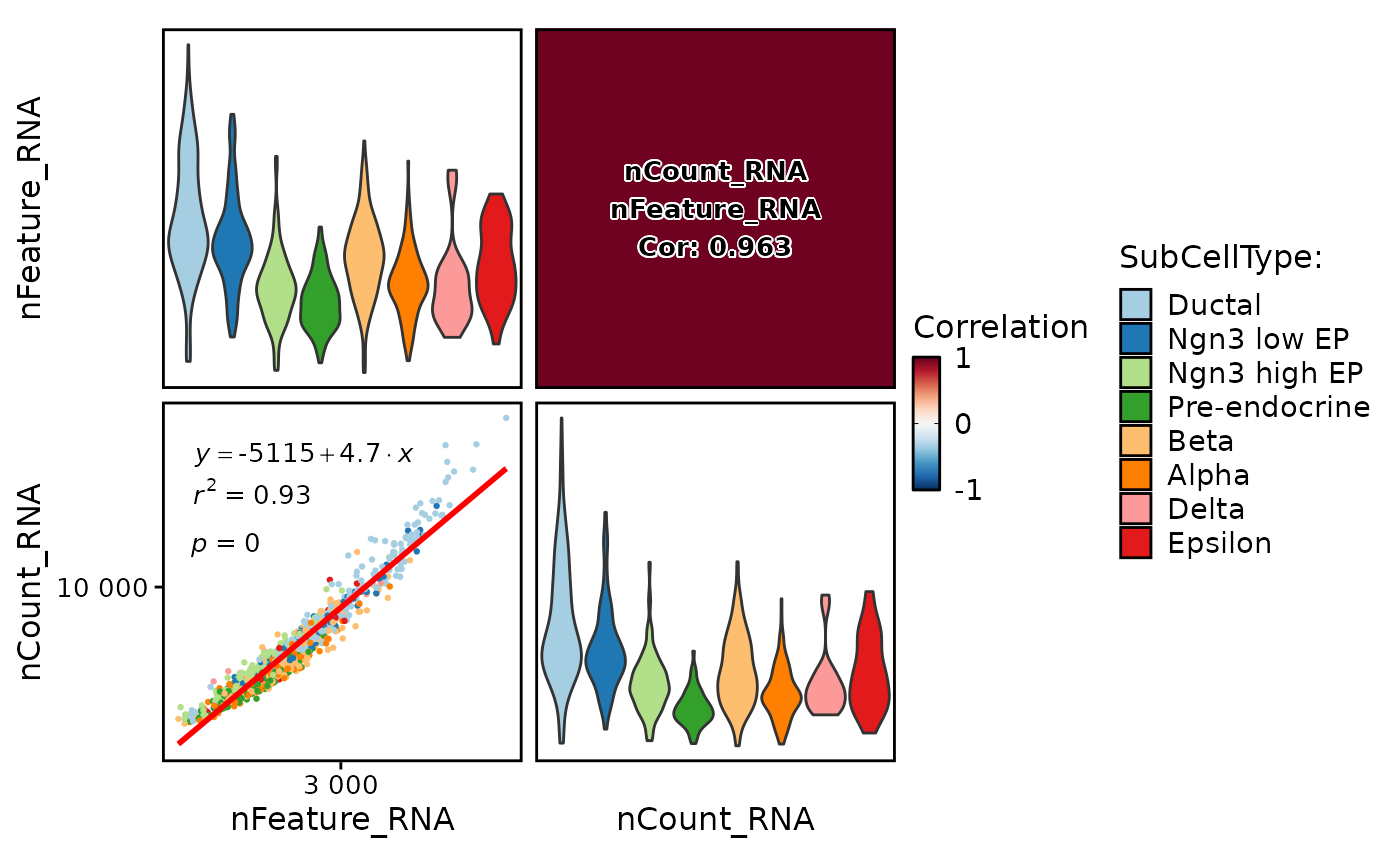 nFeature_RNA
nCount_RNA
nFeature_RNA
Cor: 0.963
Correlation
1
0
-1
SubCellType:
Ductal
Ngn3 low EP
Ngn3 high EP
Pre-endocrine
Beta
Alpha
Delta
Epsilon
nCount_RNA
10 000
y = -5115 + 4.7 · x
r² = 0.93
p = 0
3 000
nFeature_RNA
nCount_RNA